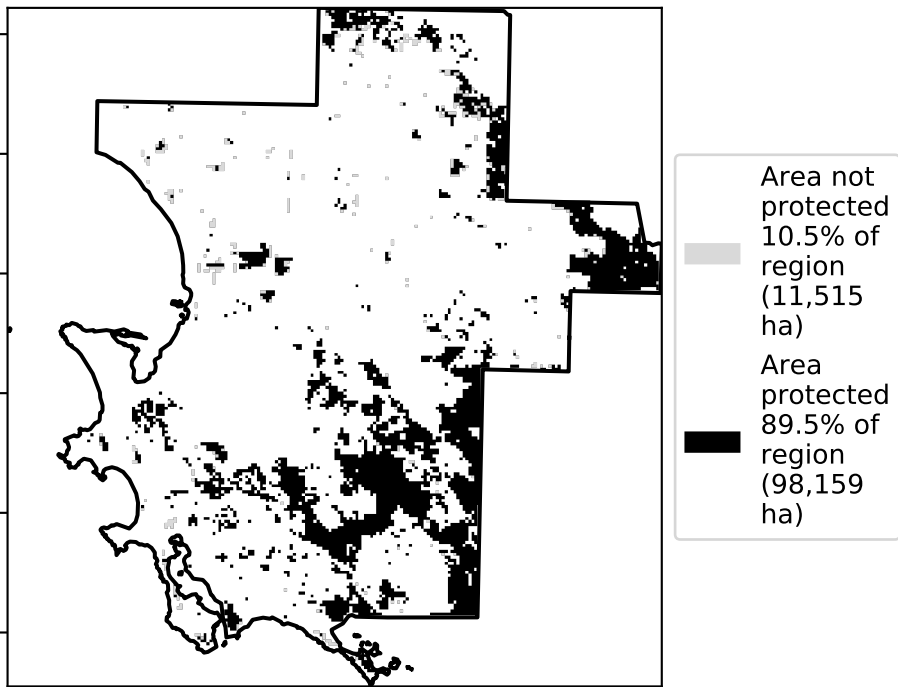 Area not
protected
10.5% of
region
(11,515
ha)
Area
protected
89.5% of
region
(98,159
ha)